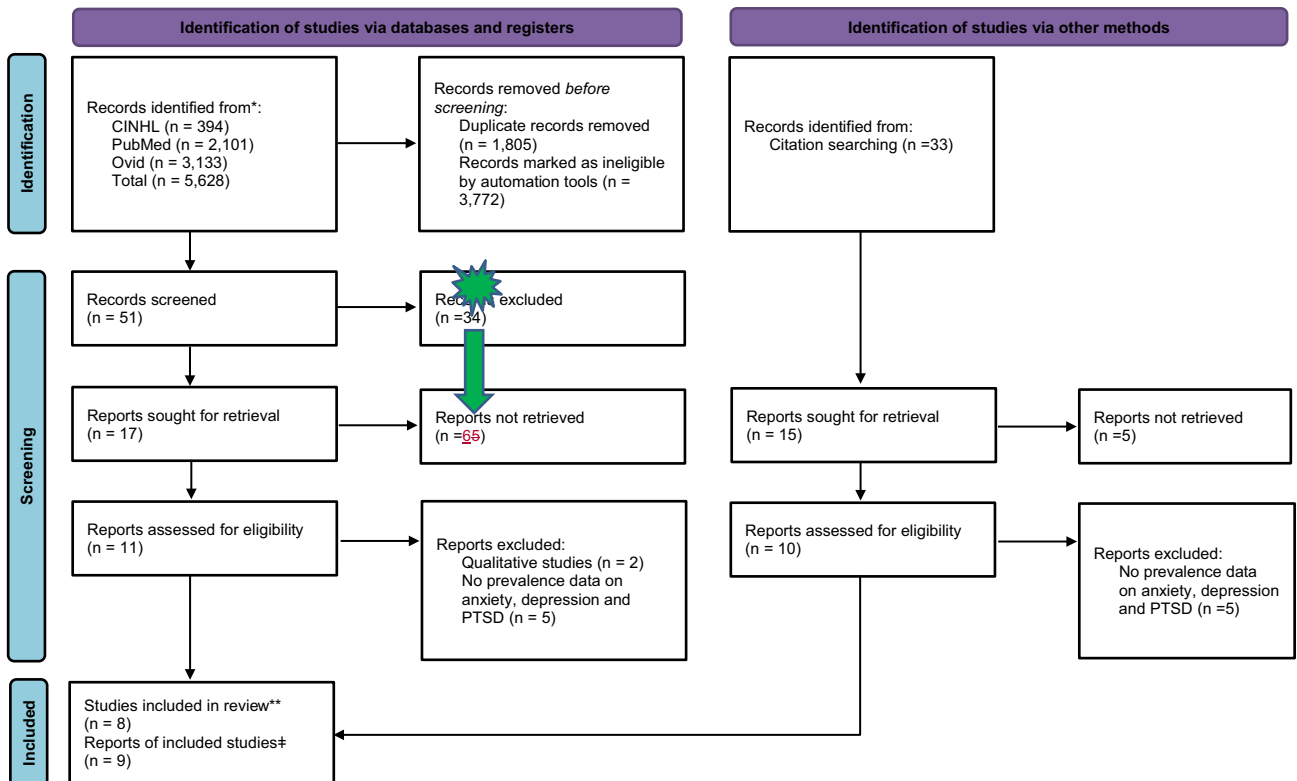 Identification of studies via databases and registers
Identification of studies via other methods
Identification
Records identified from*:
CINHL (n = 394)
PubMed (n = 2,101)
Ovid (n = 3,133)
Total (n = 5,628)
Records removed before
screening:
Duplicate records removed
(n = 1,805)
Records marked as ineligible
by automation tools (n =
3,772)
Records identified from:
Citation searching (n =33)
Screening
Records screened
(n = 51)
excluded
(n =34)
Reports sought for retrieval
(n = 17)
Reports not retrieved
(n =65)
Reports sought for retrieval
(n = 15)
Reports not retrieved
(n =5)
Reports assessed for eligibility
(n = 11)
Reports excluded:
Qualitative studies (n = 2)
No prevalence data on
anxiety, depression and
PTSD (n = 5)
Reports assessed for eligibility
(n = 10)
Reports excluded:
No prevalence data
on anxiety, depression
and PTSD (n =5)
Included
Studies included in review**
(n = 8)
Reports of included studies‡
(n = 9)